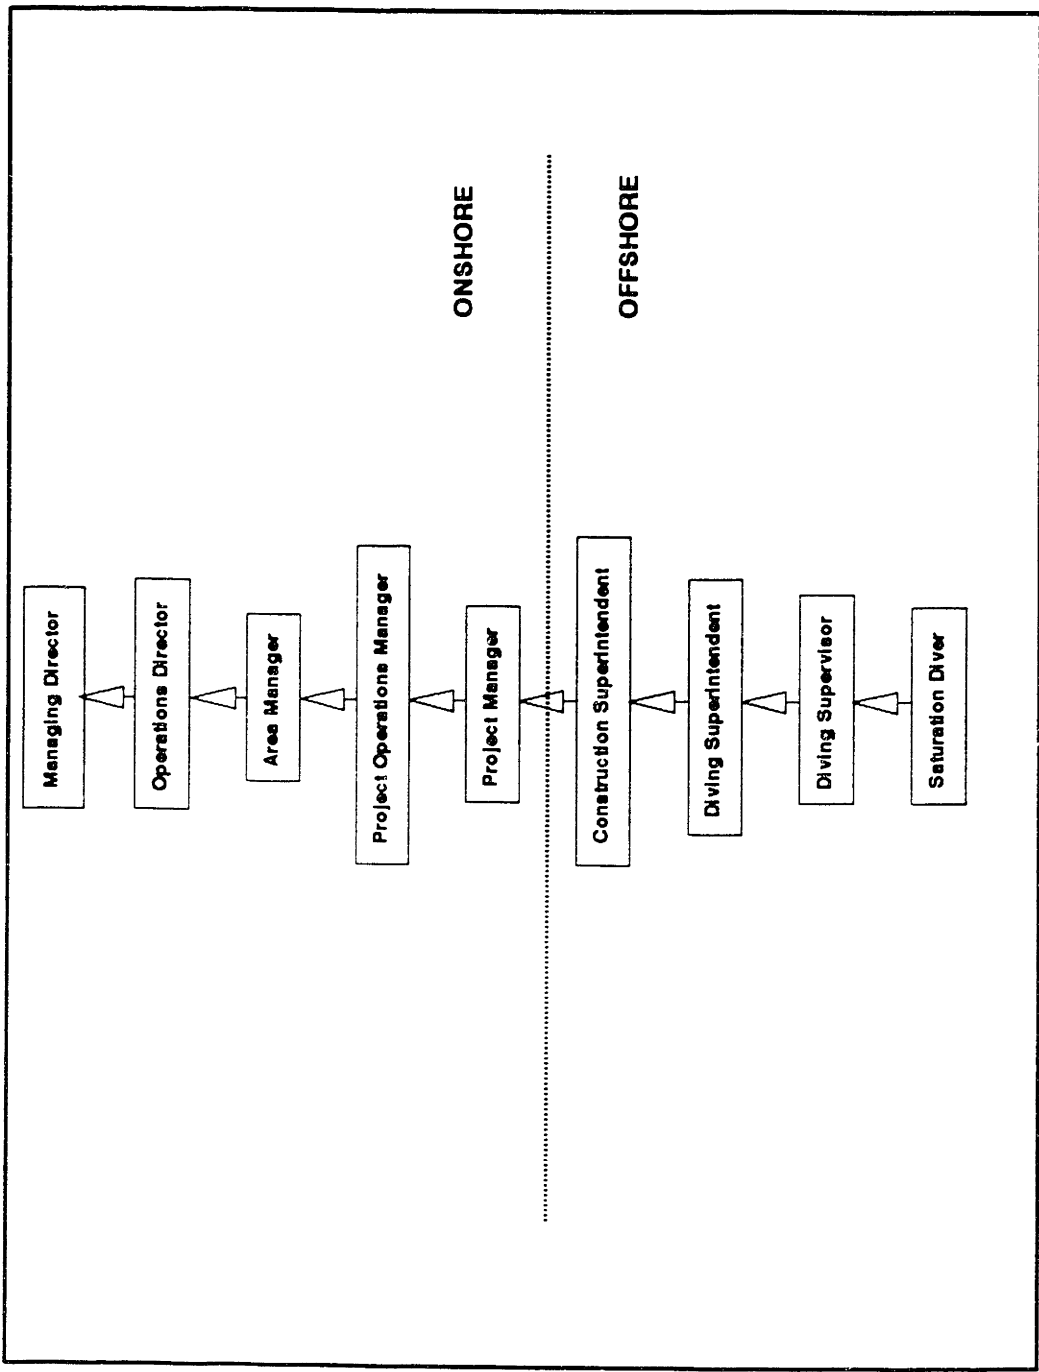 Managing Director
Operations Director
Area Manager
Project Operations Manager
Project Manager
ONSHORE
OFFSHORE
Construction Superintendent
Diving Superintendent
Diving Supervisor
Saturation Diver